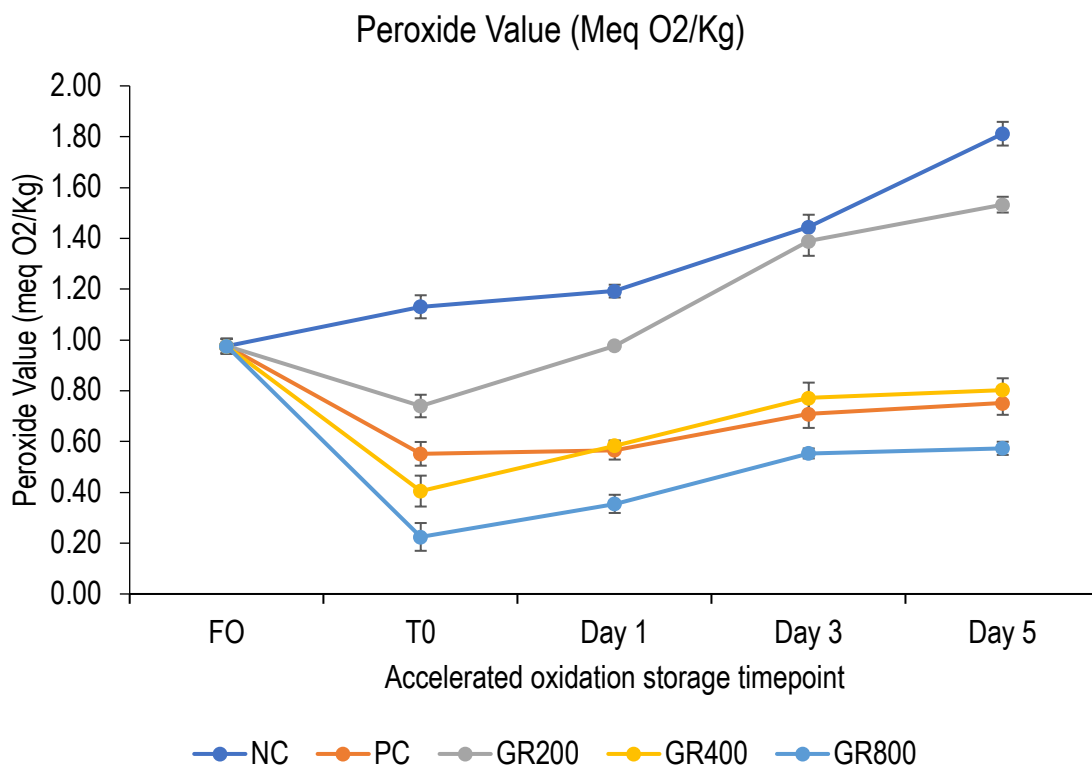 Peroxide Value (Meq O2/Kg)
Peroxide Value (meq O2/Kg)
2.00
1.80
1.60
1.40
1.20
1.00
0.80
0.60
0.40
0.20
0.00
FO T0 Day 1 Day 3 Day 5
Accelerated oxidation storage timepoint
NC PC GR200 GR400 GR800